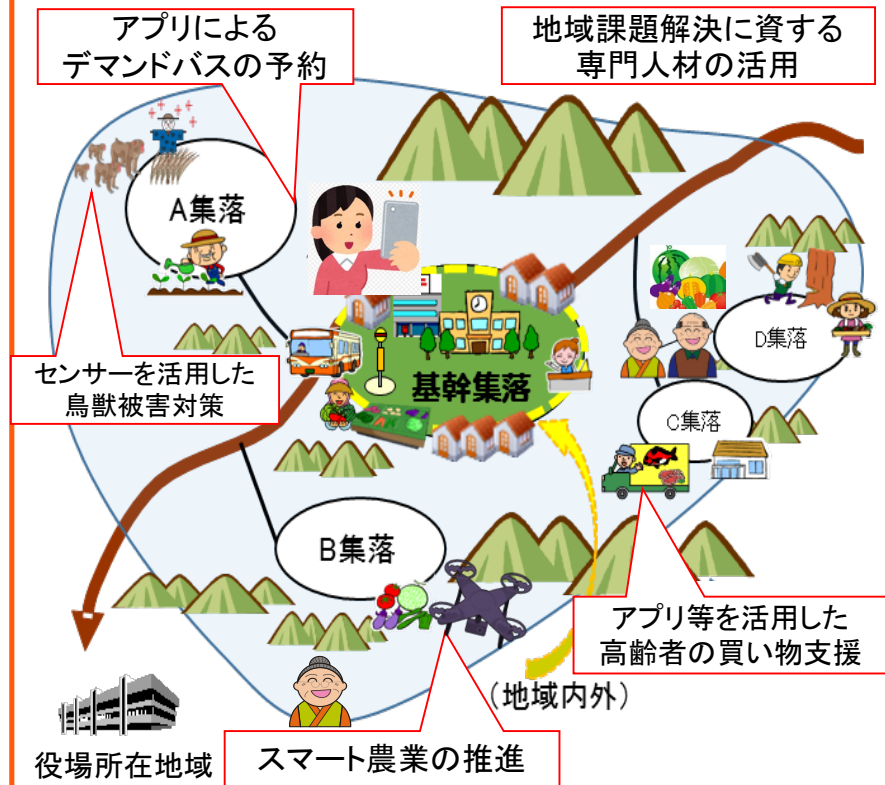 アプリによる
デマンドバスの予約
地域課題解決に資する
専門人材の活用
A集落
センサーを活用した
鳥獣被害対策
基幹集落
D集落
C集落
B集落
アプリ等を活用した
高齢者の買い物支援
(地域内外)
役場所在地域
スマート農業の推進